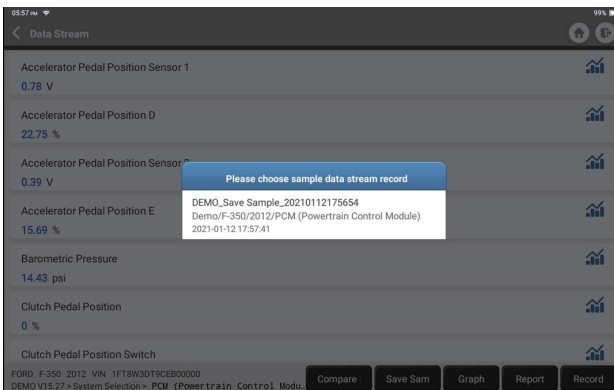 05:57 PM
99%
Data Stream
Accelerator Pedal Position Sensor 1
0.78 V
Accelerator Pedal Position D
22.75 %
Accelerator Pedal Position Sensor
0.39 V
Please choose sample data stream record
DEMO_Save Sample_20210112175654
Demo/F-350/2012/PCM (Powertrain Control Module)
2021-01-12 17:57:41
Accelerator Pedal Position E
15.69 %
Barometric Pressure
14.43 psi
Clutch Pedal Position
0 %
Clutch Pedal Position Switch
FORD F-350 2012 VIN 1FT8W3DT9CEB00000
DEMO V15.27 > System Selection > PCM (Powertrain Control Modu..
Compare
Save Sam
Graph
Report
Record